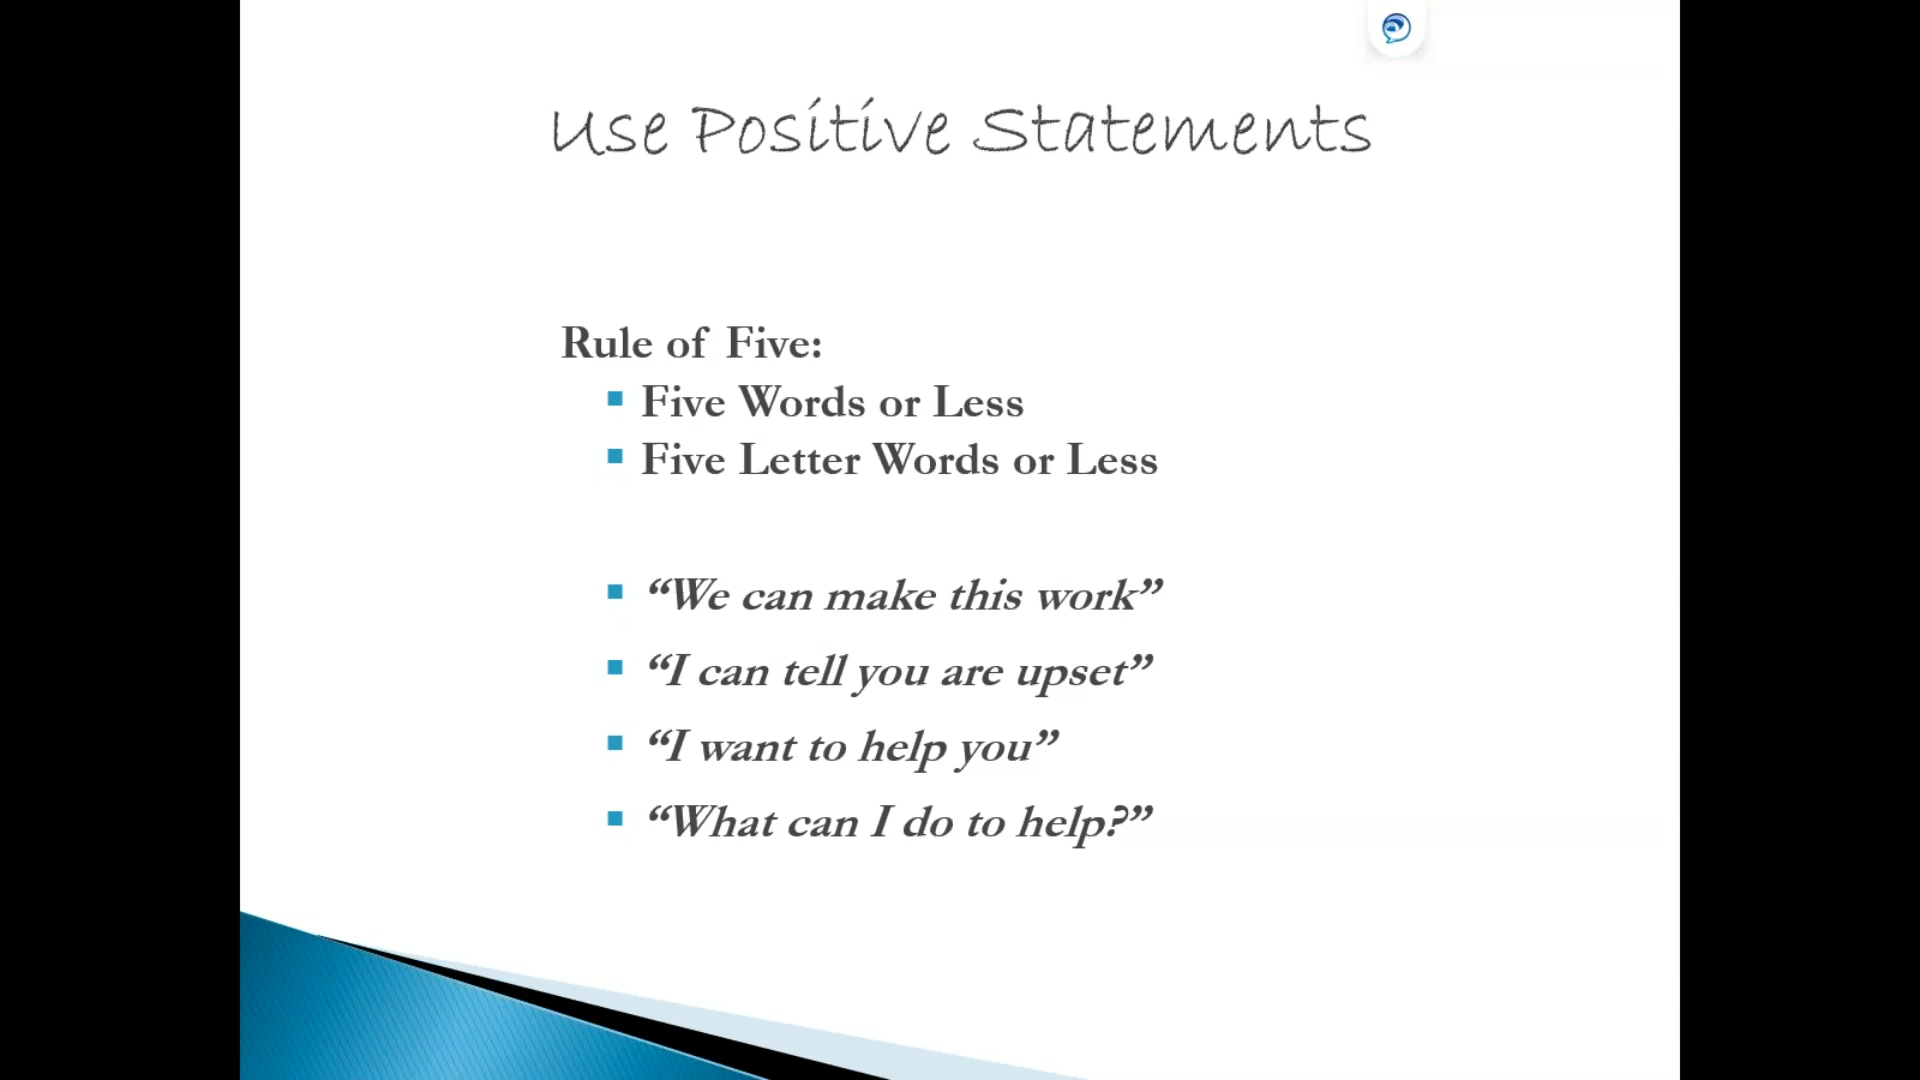 Use Positive Statements
Rule of Five:
Five Words or Less
Five Letter Words or Less
“We can make this work”
“I can tell you are upset”
“I want to help you”
“What can I do to help?”